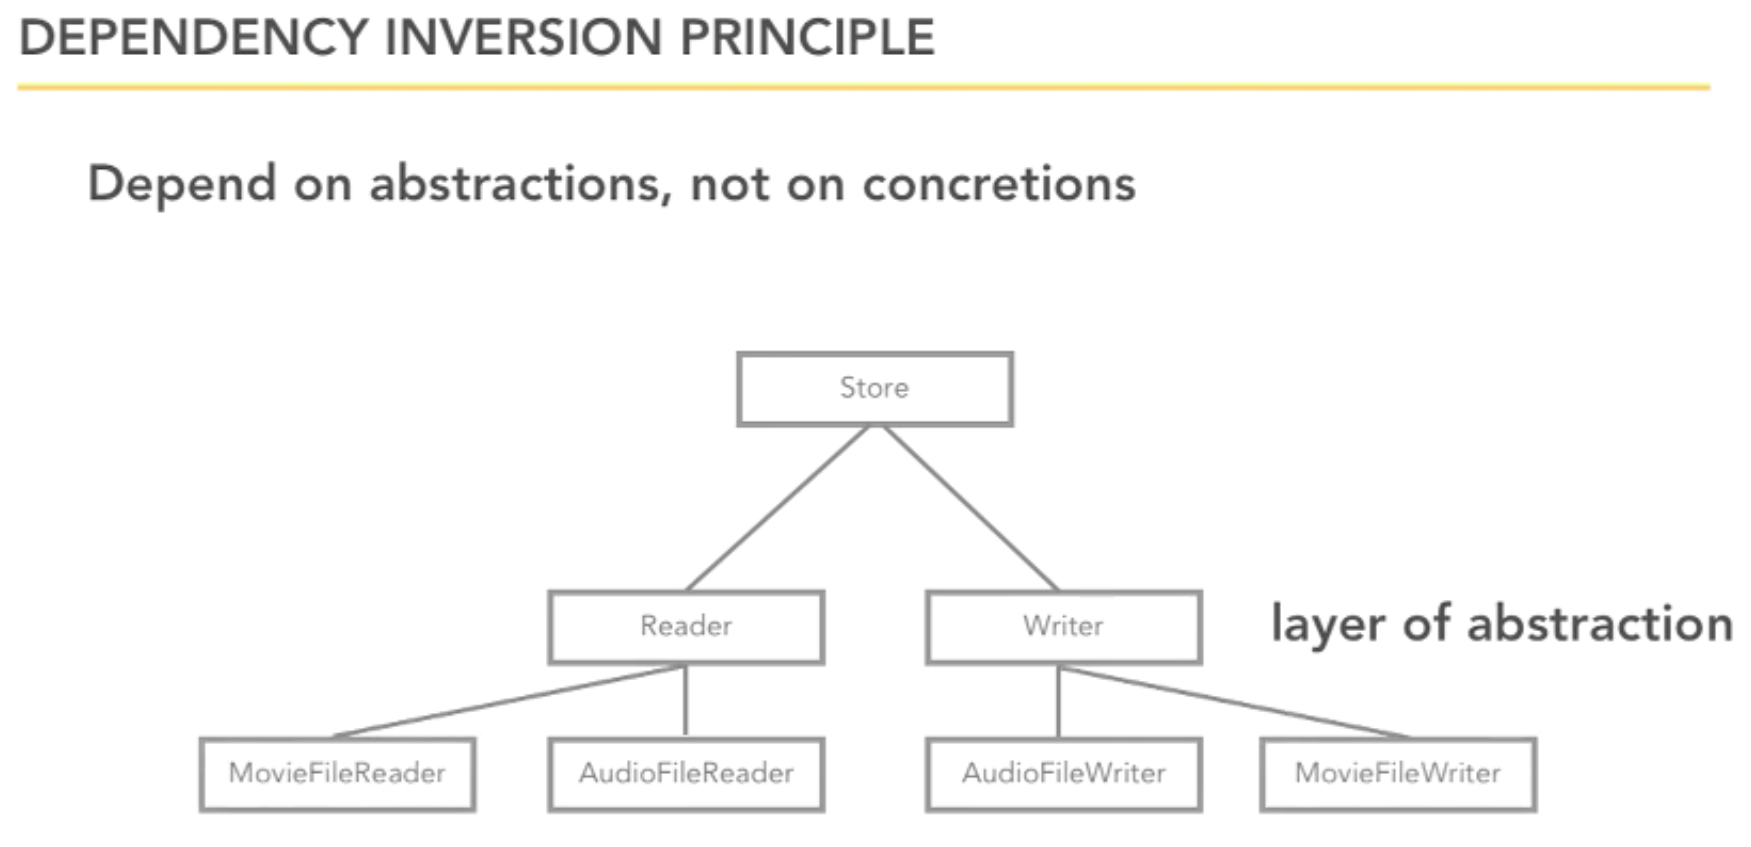 DEPENDENCY INVERSION PRINCIPLE
Depend on abstractions, not on concretions
Store
Reader
Writer
layer of abstraction
MovieFileReader
AudioFileReader
AudioFileWriter
MovieFileWriter